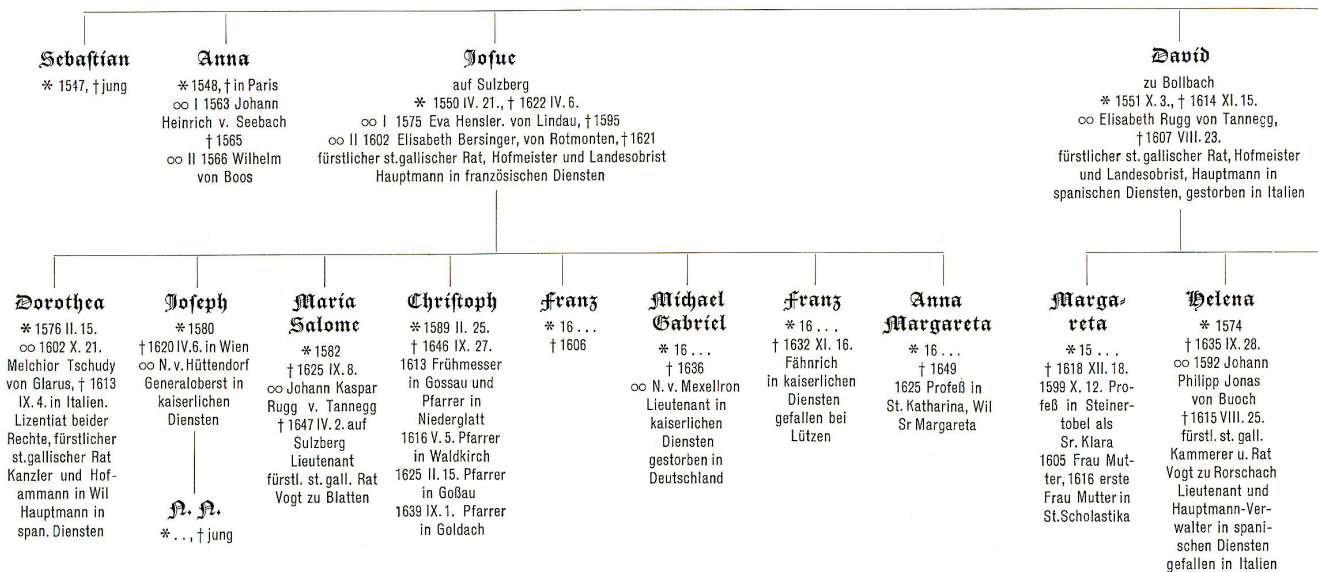 Sebastian
* 1547, † jung
Anna
* 1548, † in Paris
∞ I 1563 Johann
Heinrich v. Seebach
† 1565
∞ II 1566 Wilhelm
von Boos
Josue
auf Sulzberg
* 1550 IV. 21., † 1622 IV. 6.
∞ I 1575 Eva Hensler. von Lindau, † 1595
∞ II 1602 Elisabeth Bersinger, von Rotmonten, † 1621
fürstlicher st.gallischer Rat, Hofmeister und Landesobrist
Hauptmann in französischen Diensten
David
zu Bollbach
* 1551 X. 3., † 1614 XI. 15.
∞ Elisabeth Rugg von Tannegg,
† 1607 VIII. 23.
fürstlicher st. gallischer Rat, Hofmeister
und Landesobrist, Hauptmann in
spanischen Diensten, gestorben in Italien
Dorothea
* 1576 II. 15.
∞ 1602 X. 21.
Melchior Tschudy
von Glarus, † 1613
IX. 4. in Italien.
Lizentiat beider
Rechte, fürstlicher
st.gallischer Rat
Kanzler und Hof-
ammann in Wil
Hauptmann in
span. Diensten
Joseph
* 1580
† 1620 IV. 6. in Wien
∞ N. v. Hüttendorf
Generaloberst in
kaiserlichen
Diensten
N. N.
* . . , † jung
Maria
Salome
* 1582
† 1625 IX. 8.
∞ Johann Kaspar
Rugg v. Tannegg
† 1647 IV. 2. auf
Sulzberg
Lieutenant
fürstl. st. gall. Rat
Vogt zu Blatten
Christoph
* 1589 II. 25.
† 1646 IX. 27.
1613 Frühmesser
in Gossau und
Pfarrer in
Niederglatt
1616 V. 5. Pfarrer
in Waldkirch
1625 II. 15. Pfarrer
in Goßau
1639 IX. 1. Pfarrer
in Goldach
Franz
* 16 . . .
† 1606
Michael
Gabriel
* 16 . . .
† 1636
∞ N. v. Mexellron
Lieutenant in
kaiserlichen
Diensten
gestorben in
Deutschland
Franz
* 16 . . .
† 1632 XI. 16.
Fähnrich
in kaiserlichen
Diensten
gefallen bei
Lützen
Anna
Margareta
* 16 . . .
† 1649
1625 Profeß in
St. Katharina, Wil
Sr Margareta
Marga-
reta
* 15 . . .
† 1618 XII. 18.
1599 X. 12. Pro-
feß in Steiner-
tobel als
Sr. Klara
1605 Frau Mut-
ter, 1616 erste
Frau Mutter in
St.Scholastika
Helena
* 1574
† 1635 IX. 28.
∞ 1592 Johann
Philipp Jonas
von Buoch
† 1615 VIII. 25.
fürstl. st. gall.
Kammerer u. Rat
Vogt zu Rorschach
Lieutenant und
Hauptmann-Ver-
walter in spani-
schen Diensten
gefallen in Italien